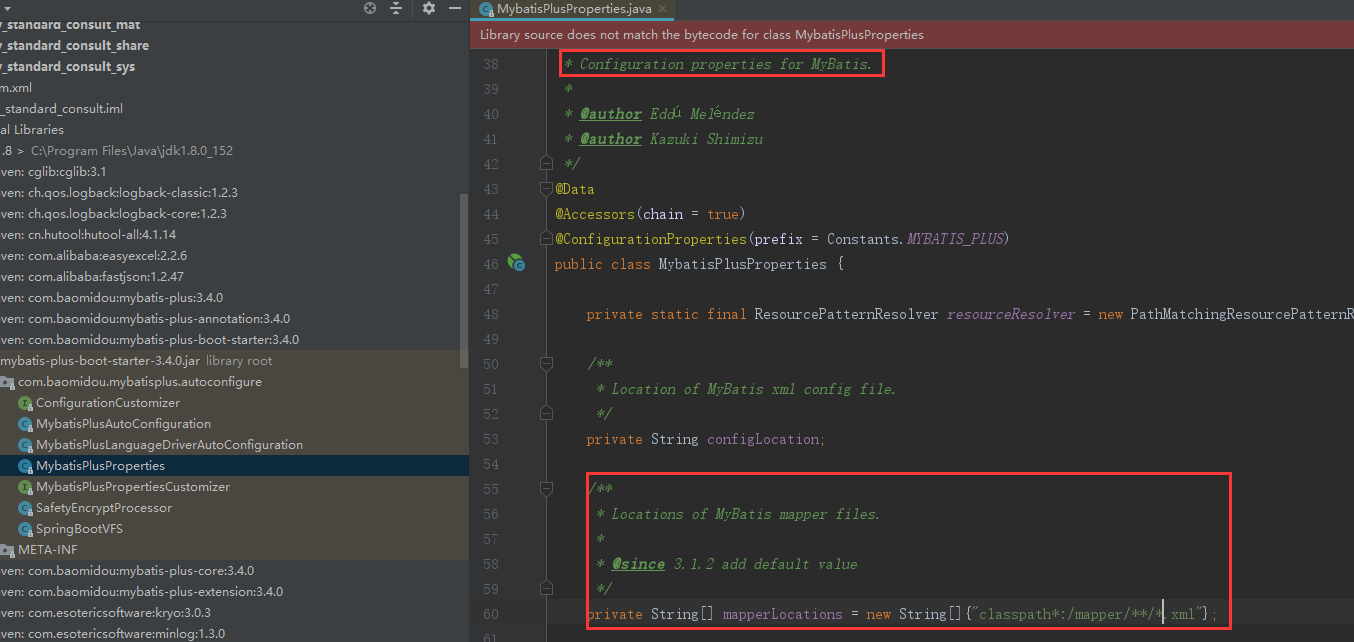 y_standard_consult_mat
y_standard_consult_share
y_standard_consult_sys
m.xml
_standard_consult.iml
al Libraries
.8 > C:\Program Files\Java\jdk1.8.0_152
ven: cglib:cglib:3.1
ven: ch.qos.logback:logback-classic:1.2.3
ven: ch.qos.logback:logback-core:1.2.3
ven: cn.hutool:hutool-all:4.1.14
ven: com.alibaba:easyexcel:2.2.6
ven: com.alibaba:fastjson:1.2.47
ven: com.baomidou:mybatis-plus:3.4.0
ven: com.baomidou:mybatis-plus-annotation:3.4.0
ven: com.baomidou:mybatis-plus-boot-starter:3.4.0
mybatis-plus-boot-starter-3.4.0.jar library root
com.baomidou.mybatisplus.autoconfigure
ConfigurationCustomizer
MybatisPlusAutoConfiguration
MybatisPlusLanguageDriverAutoConfiguration
MybatisPlusProperties
MybatisPlusPropertiesCustomizer
SafetyEncryptProcessor
SpringBootVFS
META-INF
ven: com.baomidou:mybatis-plus-core:3.4.0
ven: com.baomidou:mybatis-plus-extension:3.4.0
ven: com.esotericsoftware:kryo:3.0.3
ven: com.esotericsoftware:minlog:1.3.0
MybatisPlusProperties.java
Library source does not match the bytecode for class MybatisPlusProperties
38 * Configuration properties for MyBatis.
39 *
40 * @author Eddú Meléndez
41 * @author Kazuki Shimizu
42 */
43 @Data
44 @Accessors(chain = true)
45 @ConfigurationProperties(prefix = Constants.MYBATIS_PLUS)
46 public class MybatisPlusProperties {
47
48 private static final ResourcePatternResolver resourceResolver = new PathMatchingResourcePatternR
49
50 /**
51 * Location of MyBatis xml config file.
52 */
53 private String configLocation;
54
55 /**
56 * Locations of MyBatis mapper files.
57 *
58 * @since 3.1.2 add default value
59 */
60 private String[] mapperLocations = new String[]{"classpath*:/mapper/**/*.xml"};
61